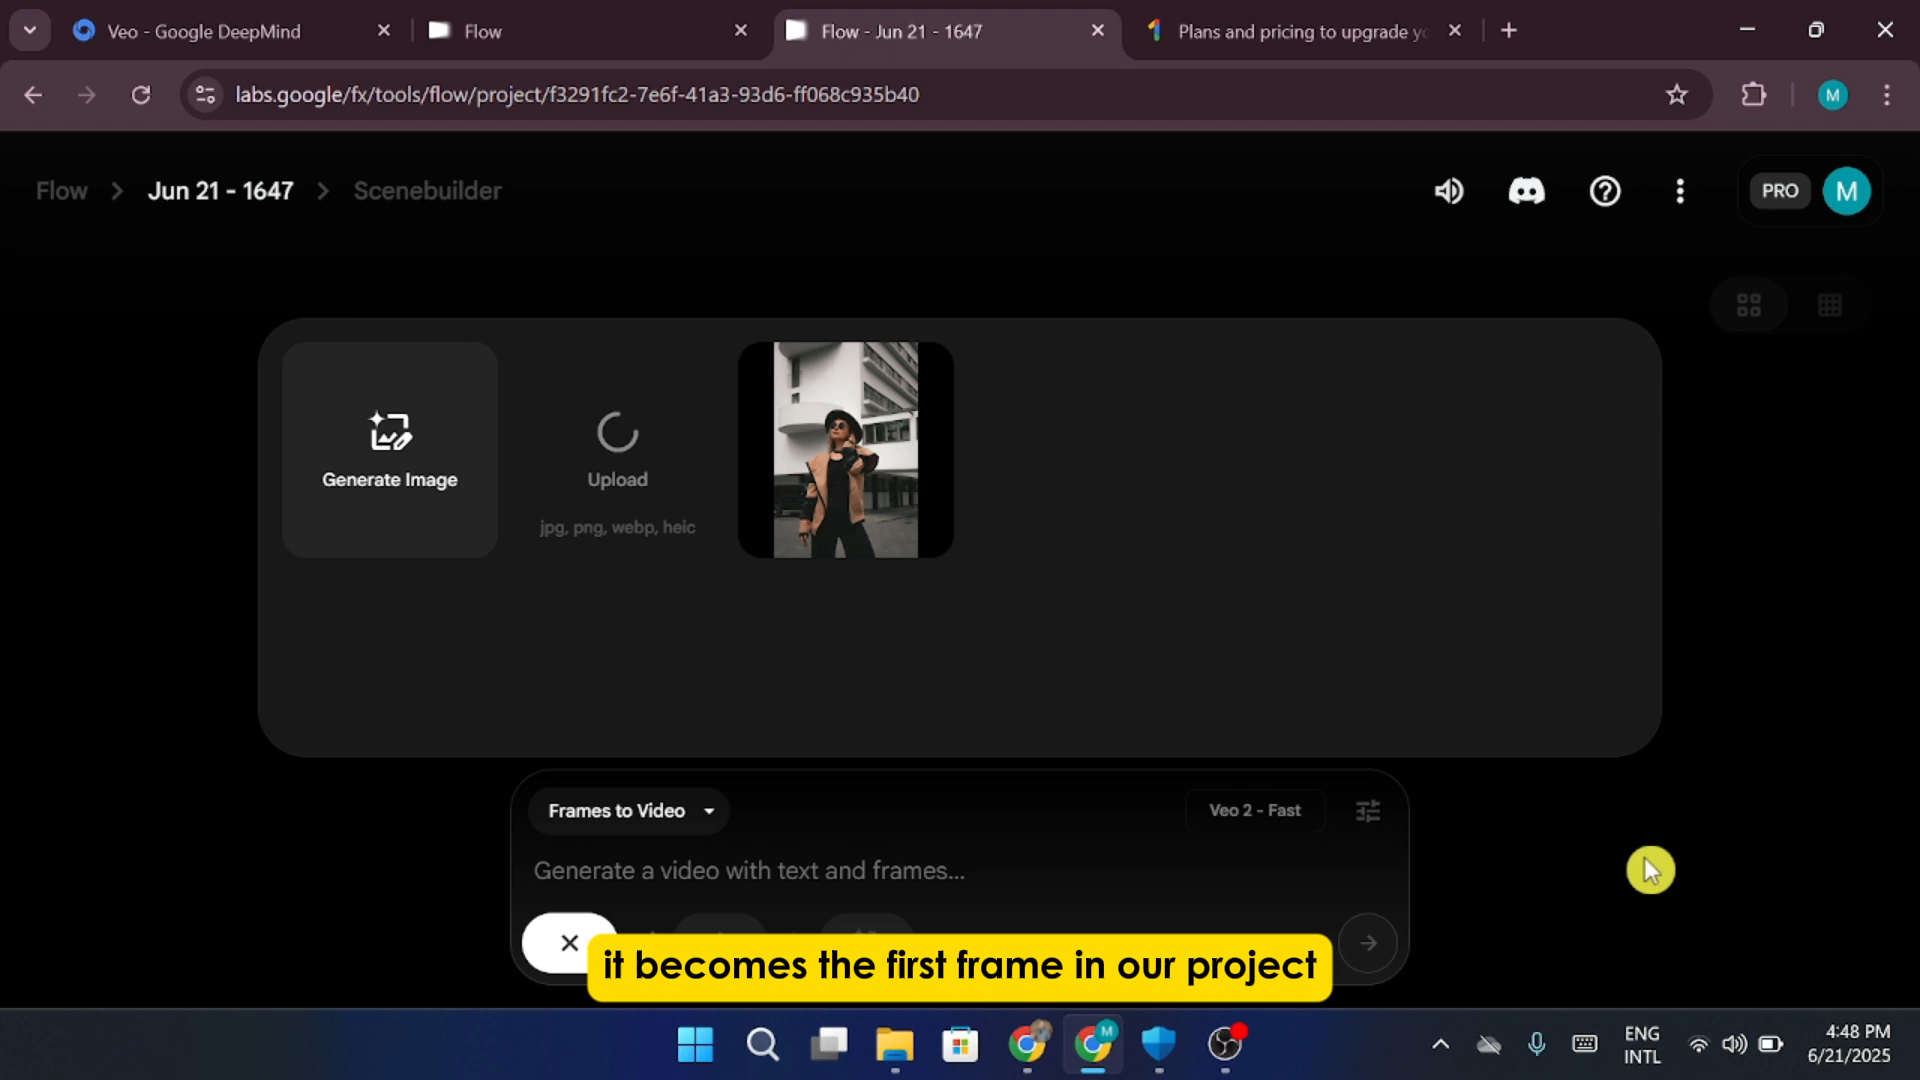 Veo - Google DeepMind
Flow
Flow - Jun 21 - 1647
Plans and pricing to upgrade yo
labs.google/fx/tools/flow/project/f3291fc2-7e6f-41a3-93d6-ff068c935b40
M
Flow > Jun 21 - 1647 > Scenebuilder
PRO M
Generate Image
Upload
jpg, png, webp, heic
Frames to Video
Veo 2 - Fast
Generate a video with text and frames...
it becomes the first frame in our project
M
ENG
INTL
4:48 PM
6/21/2025